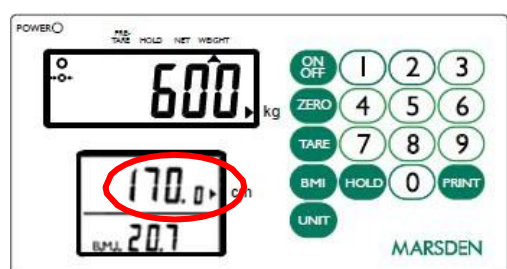 POWER
PRE-TARE HOLD NET WEIGHT
0
600 kg
170.0 cm
B.M.I. 20.7
ON OFF 1 2 3
ZERO 4 5 6
TARE 7 8 9
BMI HOLD 0 PRINT
UNIT
MARSDEN